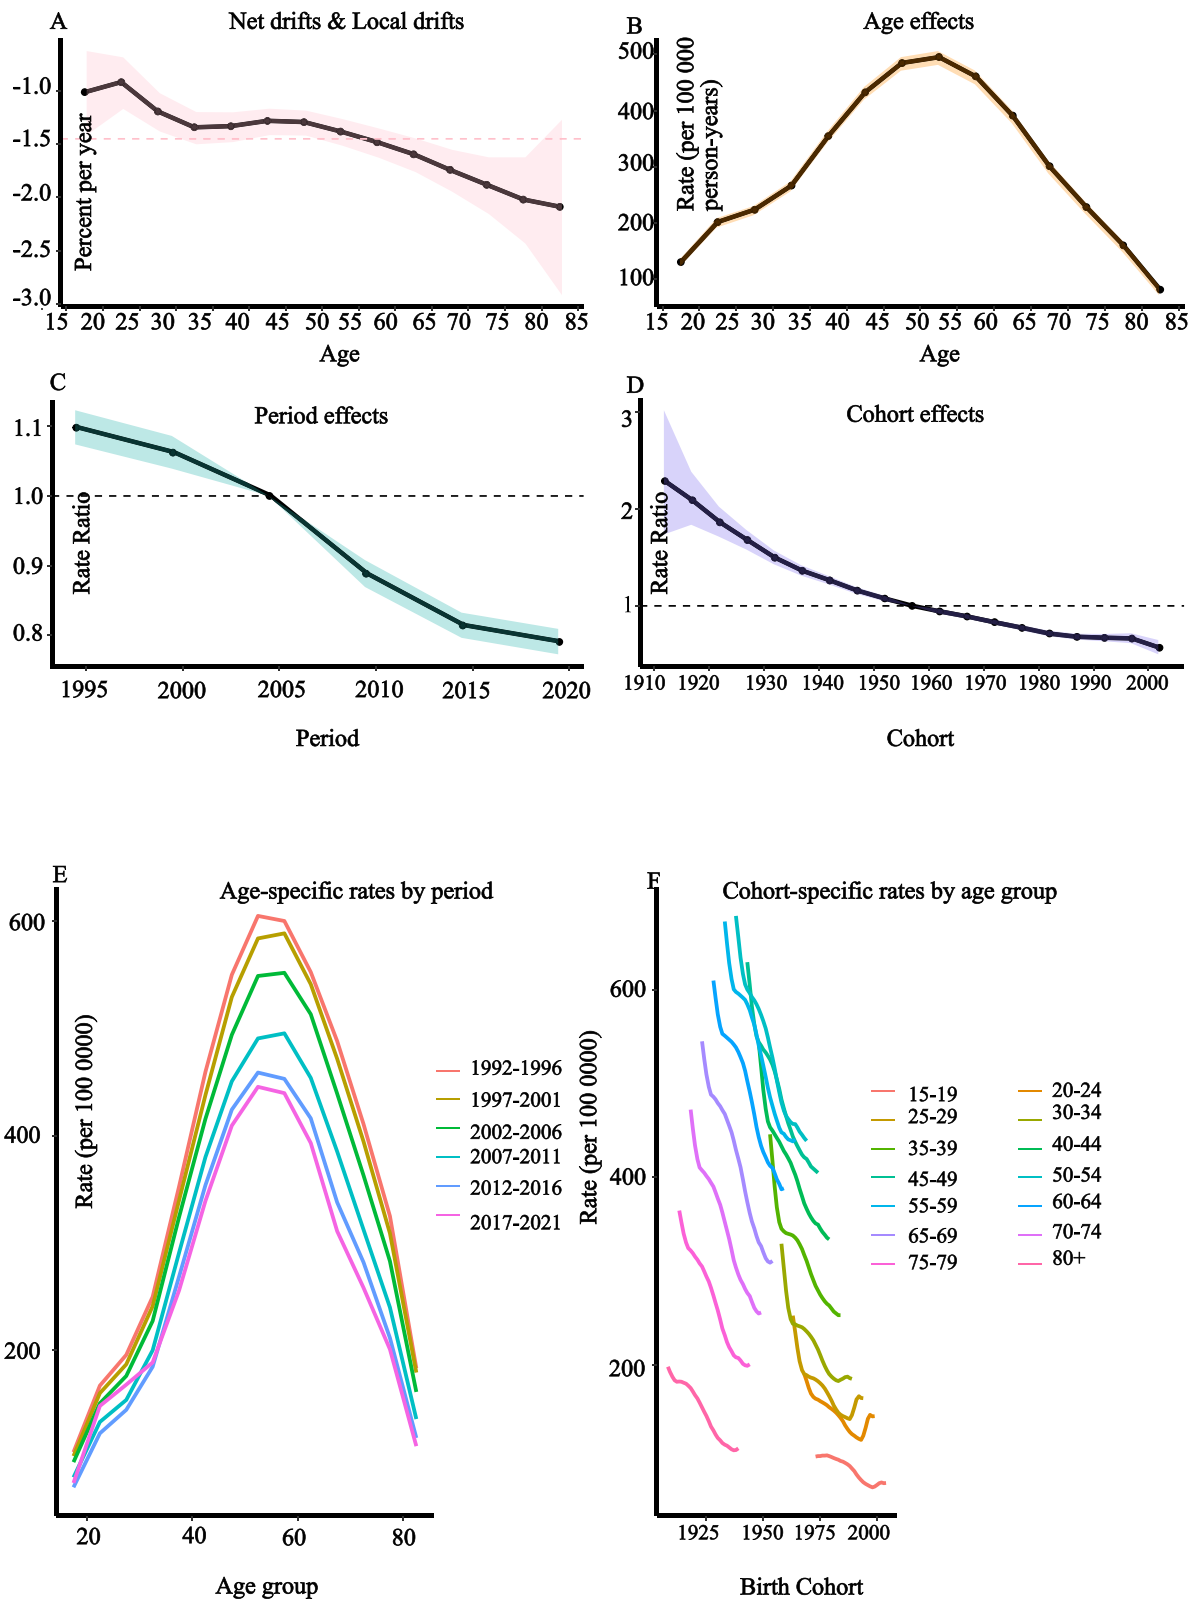 A
Net drifts & Local drifts
-1.0
-1.5
-2.0
-2.5
-3.0
Percent per year
15 20 25 30 35 40 45 50 55 60 65 70 75 80 85
Age
B
Age effects
500
400
300
200
100
Rate (per 100 000
person-years)
15 20 25 30 35 40 45 50 55 60 65 70 75 80 85
Age
C
Period effects
1.1
1.0
0.9
0.8
Rate Ratio
1995 2000 2005 2010 2015 2020
Period
D
Cohort effects
3
2
1
Rate Ratio
1910 1920 1930 1940 1950 1960 1970 1980 1990 2000
Cohort
E
Age-specific rates by period
600
400
200
Rate (per 100 0000)
20 40 60 80
Age group
1992-1996
1997-2001
2002-2006
2007-2011
2012-2016
2017-2021
F
Cohort-specific rates by age group
600
400
200
Rate (per 100 0000)
1925 1950 1975 2000
Birth Cohort
15-19 20-24
25-29 30-34
35-39 40-44
45-49 50-54
55-59 60-64
65-69 70-74
75-79 80+